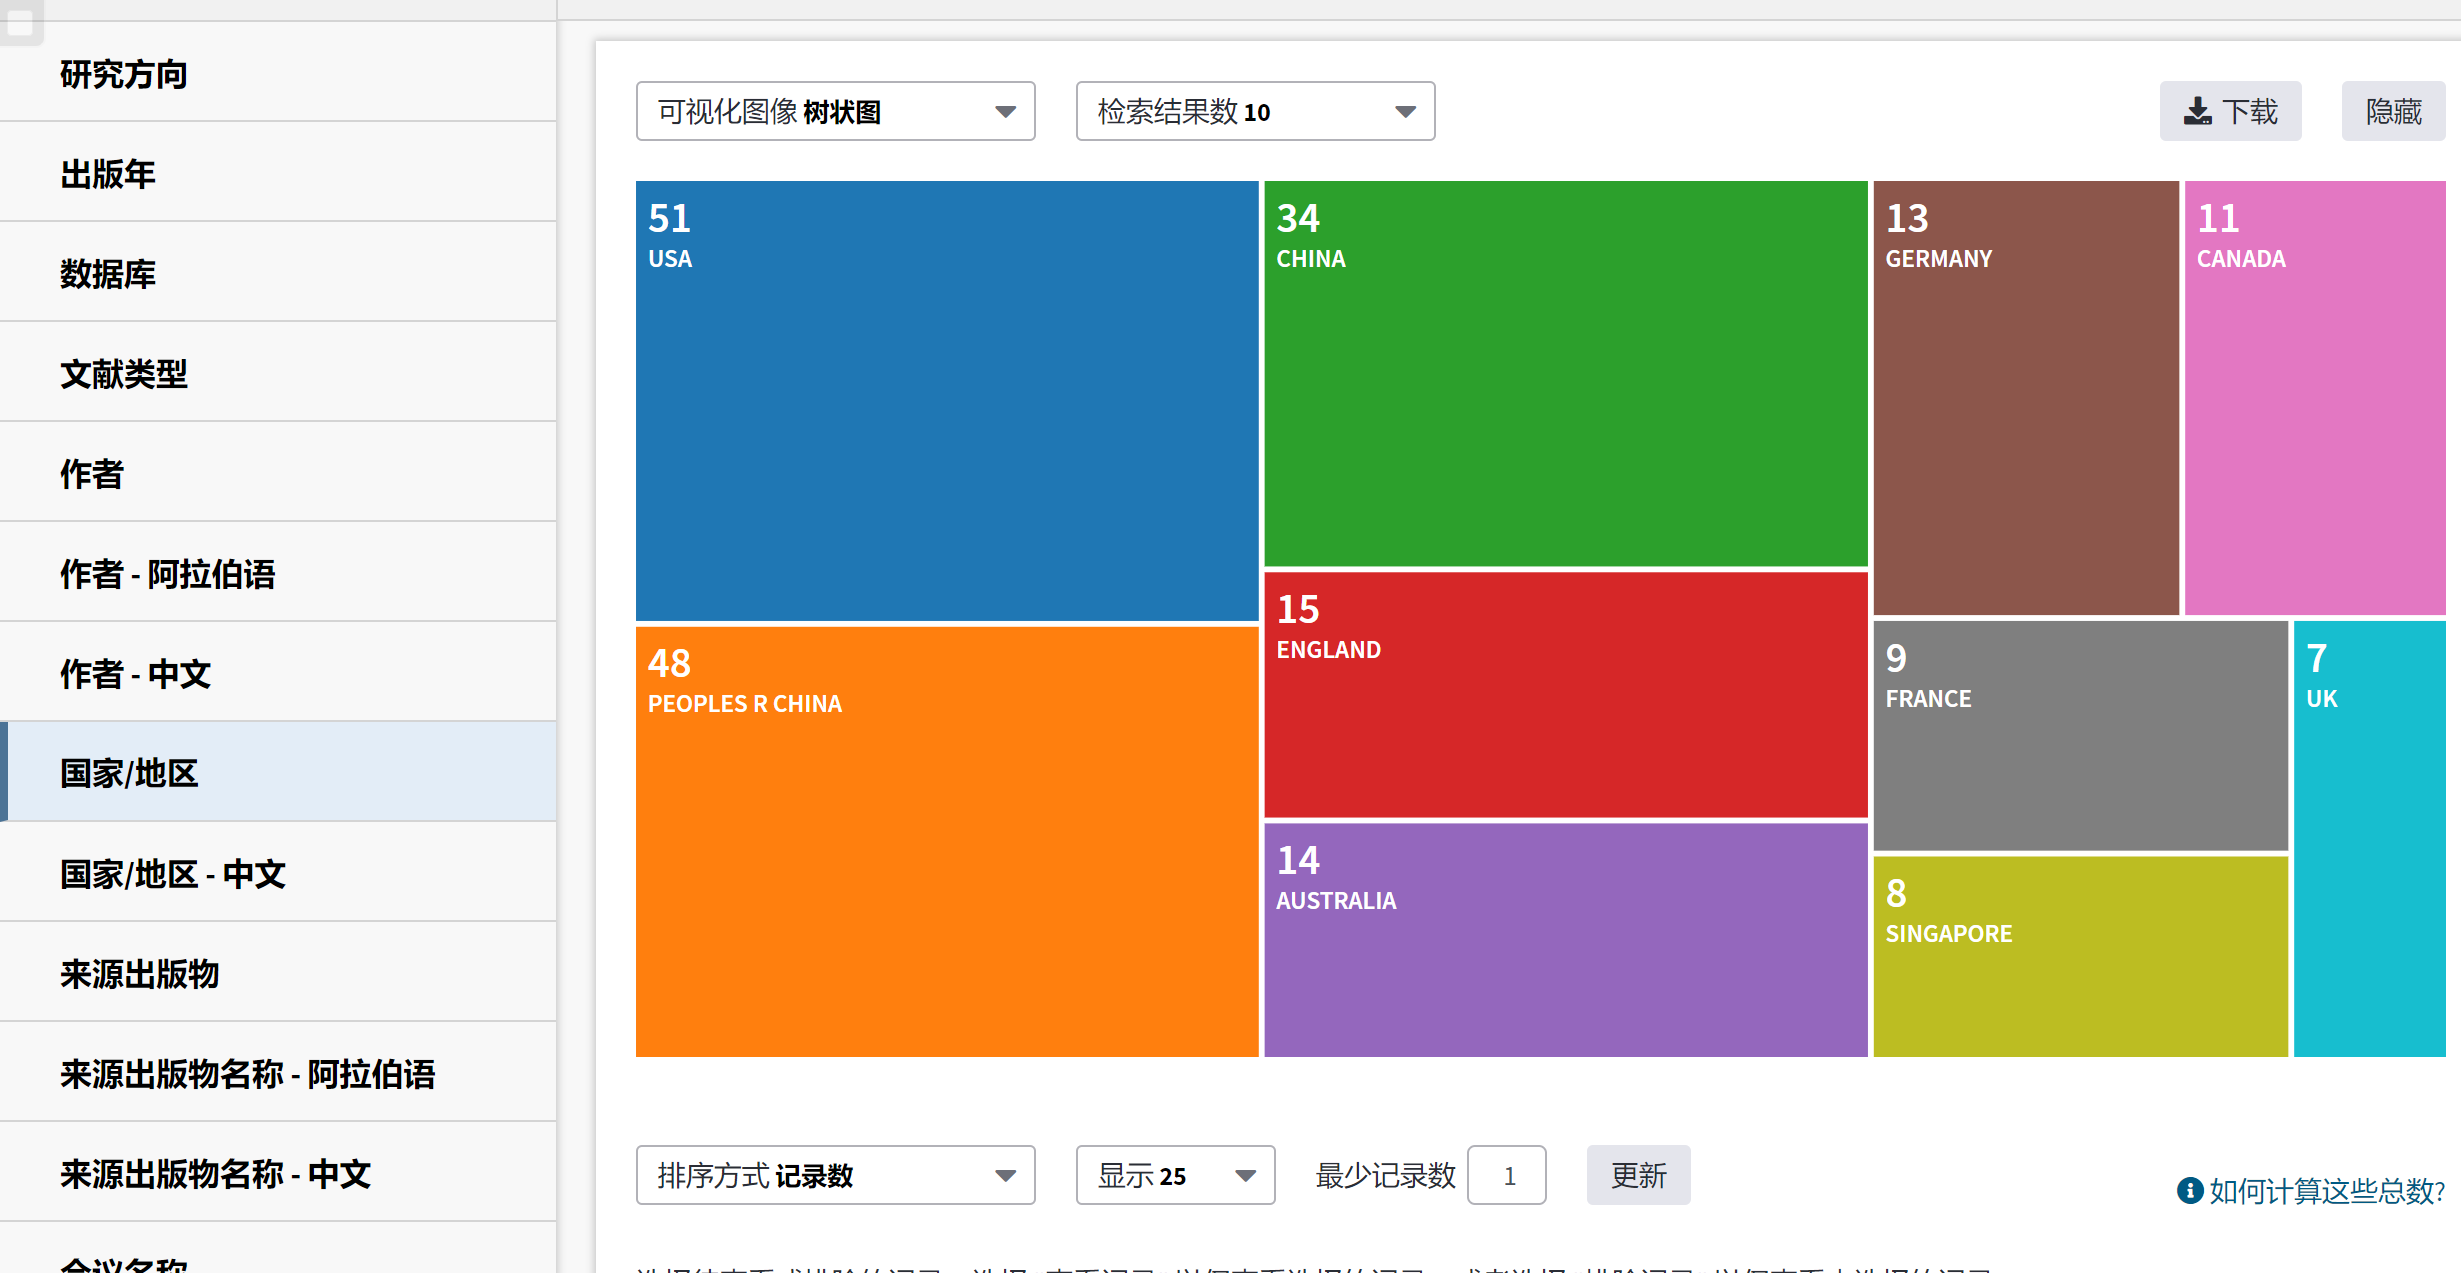 研究方向
出版年
数据库
文献类型
作者
作者 - 阿拉伯语
作者 - 中文
国家/地区
国家/地区 - 中文
来源出版物
来源出版物名称 - 阿拉伯语
来源出版物名称 - 中文
会议名称
可视化图像 树状图
检索结果数 10
下载
隐藏
51
USA
34
CHINA
13
GERMANY
11
CANADA
48
PEOPLES R CHINA
15
ENGLAND
14
AUSTRALIA
9
FRANCE
7
UK
8
SINGAPORE
排序方式 记录数
显示 25
最少记录数 1
更新
如何计算这些总数?